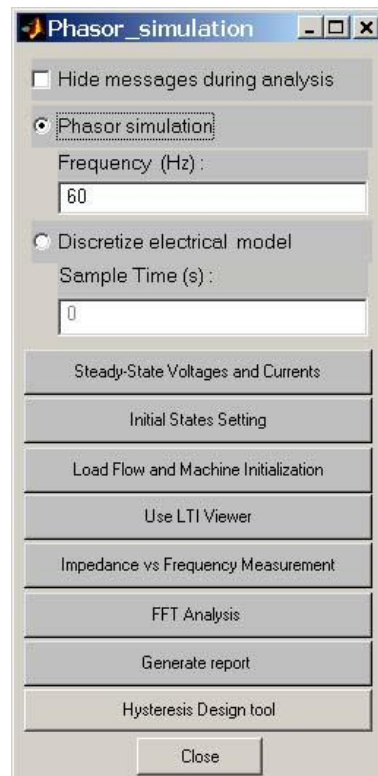 Phasor_simulation
Hide messages during analysis
Phasor simulation
Frequency (Hz) :
60
Discretize electrical model
Sample Time (s) :
0
Steady-State Voltages and Currents
Initial States Setting
Load Flow and Machine Initialization
Use LTI Viewer
Impedance vs Frequency Measurement
FFT Analysis
Generate report
Hysteresis Design tool
Close